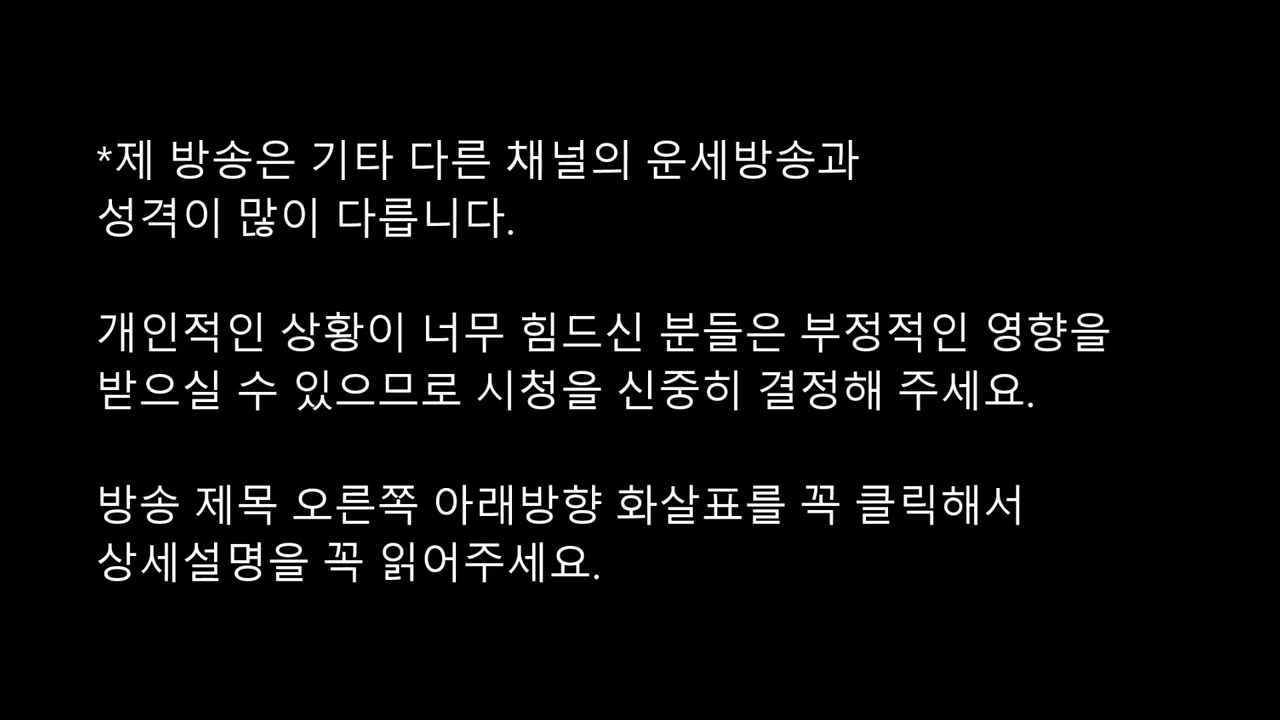 *제 방송은 기타 다른 채널의 운세방송과
성격이 많이 다릅니다.
개인적인 상황이 너무 힘드신 분들은 부정적인 영향을
받으실 수 있으므로 시청을 신중히 결정해 주세요.
방송 제목 오른쪽 아래방향 화살표를 꼭 클릭해서
상세설명을 꼭 읽어주세요.